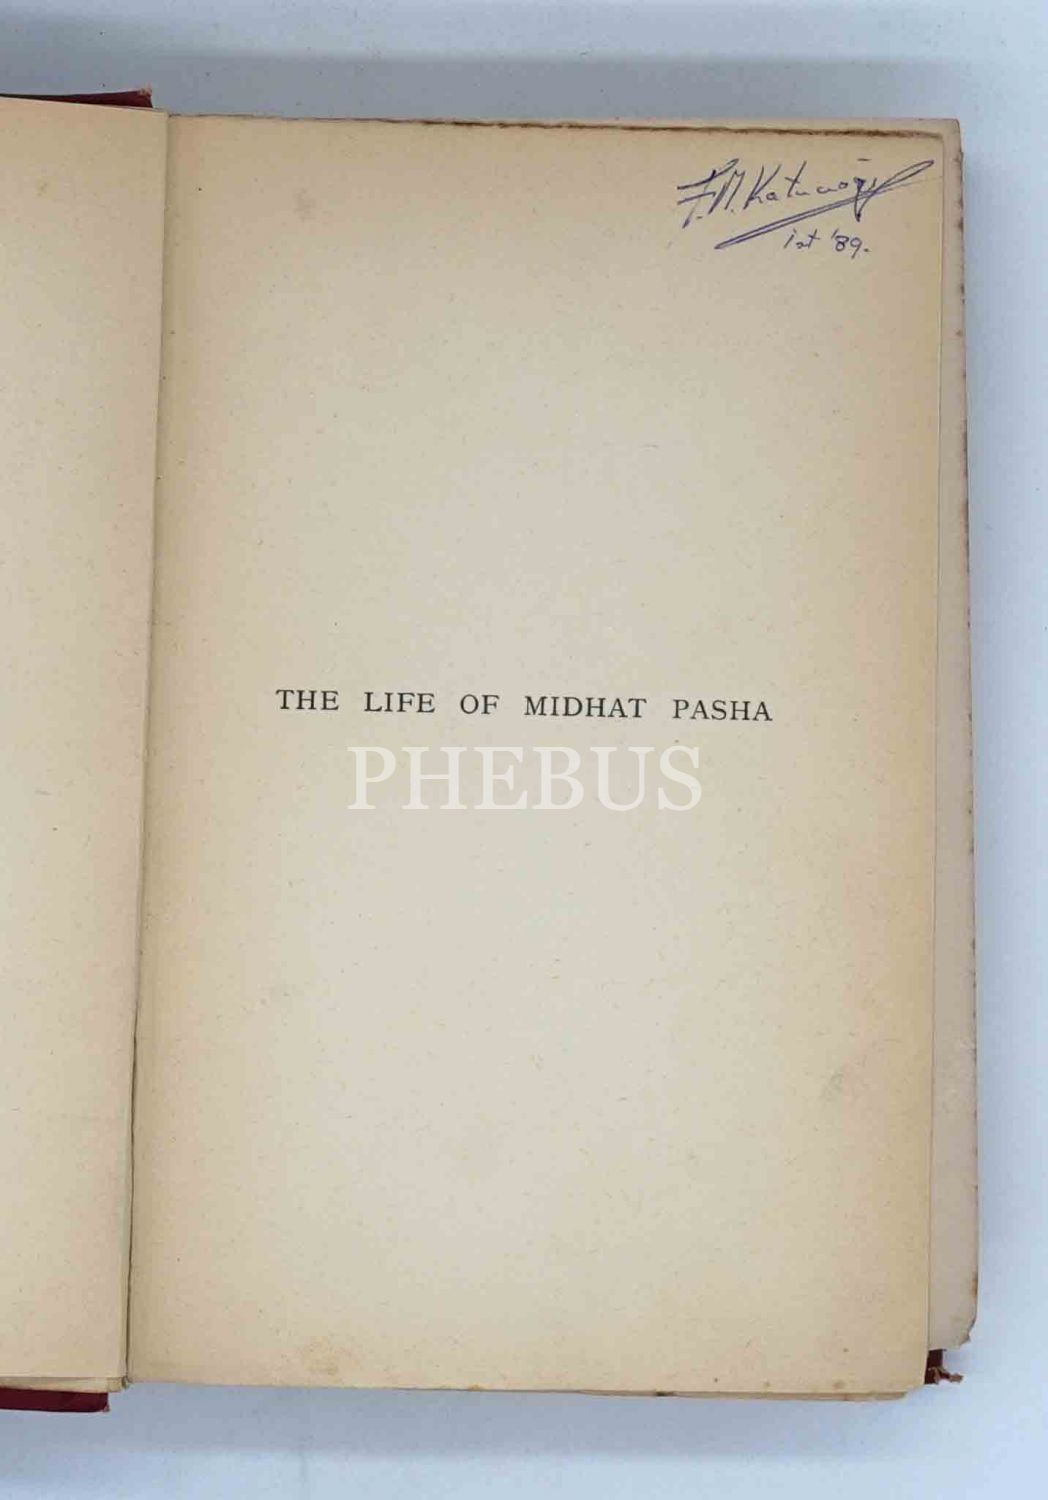 ist '89.
THE LIFE OF MIDHAT PASHA
PHEBUS